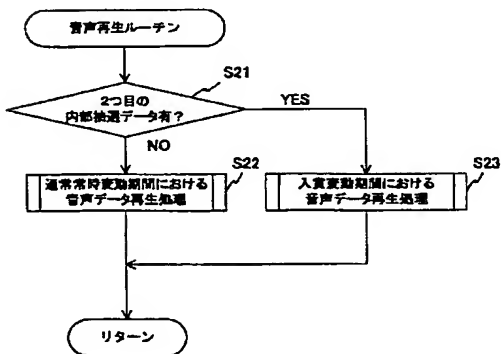 音声再生ルーチン
S21
2つ目の
内部抽選データ有?
YES
NO
S22
通常常時変動期間における
音声データ再生処理
S23
入賞変動期間における
音声データ再生処理
リターン